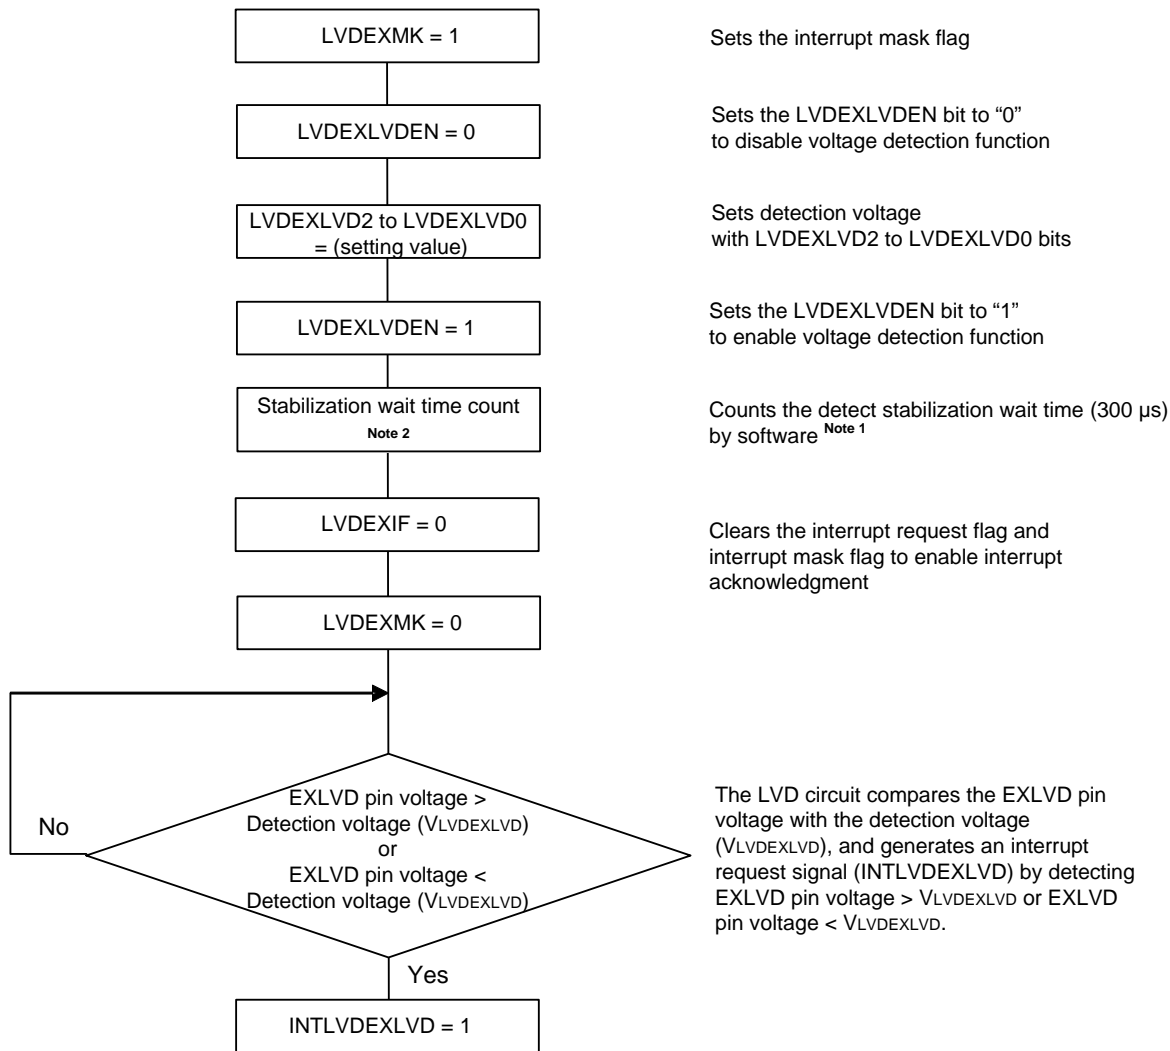 LVDEXMK = 1
Sets the interrupt mask flag
LVDEXLVDEN = 0
Sets the LVDEXLVDEN bit to “0”
to disable voltage detection function
LVDEXLVD2 to LVDEXLVD0
= (setting value)
Sets detection voltage
with LVDEXLVD2 to LVDEXLVD0 bits
LVDEXLVDEN = 1
Sets the LVDEXLVDEN bit to “1”
to enable voltage detection function
Stabilization wait time count
Note 2
Counts the detect stabilization wait time (300 µs)
by software Note 1
LVDEXIF = 0
Clears the interrupt request flag and
interrupt mask flag to enable interrupt
acknowledgment
LVDEXMK = 0
EXLVD pin voltage >
Detection voltage (VLVDEXLVD)
or
EXLVD pin voltage <
Detection voltage (VLVDEXLVD)
No
The LVD circuit compares the EXLVD pin
voltage with the detection voltage
(VLVDEXLVD), and generates an interrupt
request signal (INTLVDEXLVD) by detecting
EXLVD pin voltage > VLVDEXLVD or EXLVD
pin voltage < VLVDEXLVD.
Yes
INTLVDEXLVD = 1